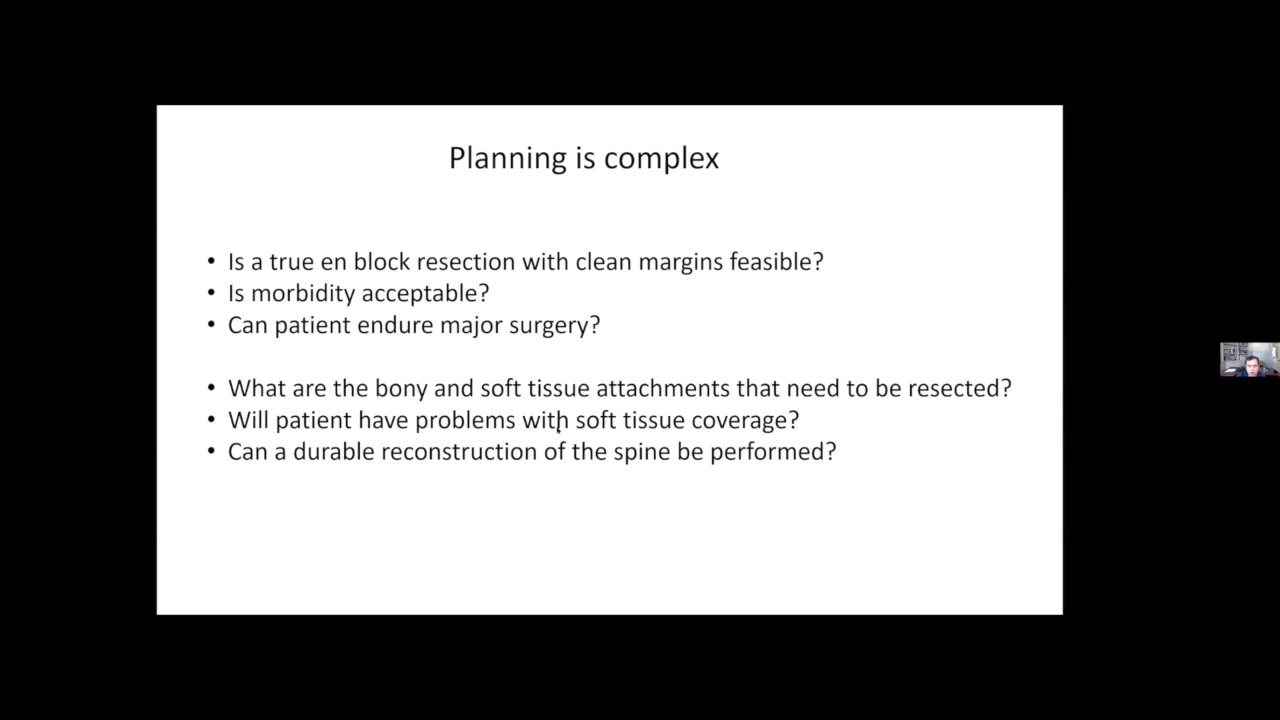 Planning is complex
• Is a true en block resection with clean margins feasible?
• Is morbidity acceptable?
• Can patient endure major surgery?
• What are the bony and soft tissue attachments that need to be resected?
• Will patient have problems with soft tissue coverage?
• Can a durable reconstruction of the spine be performed?